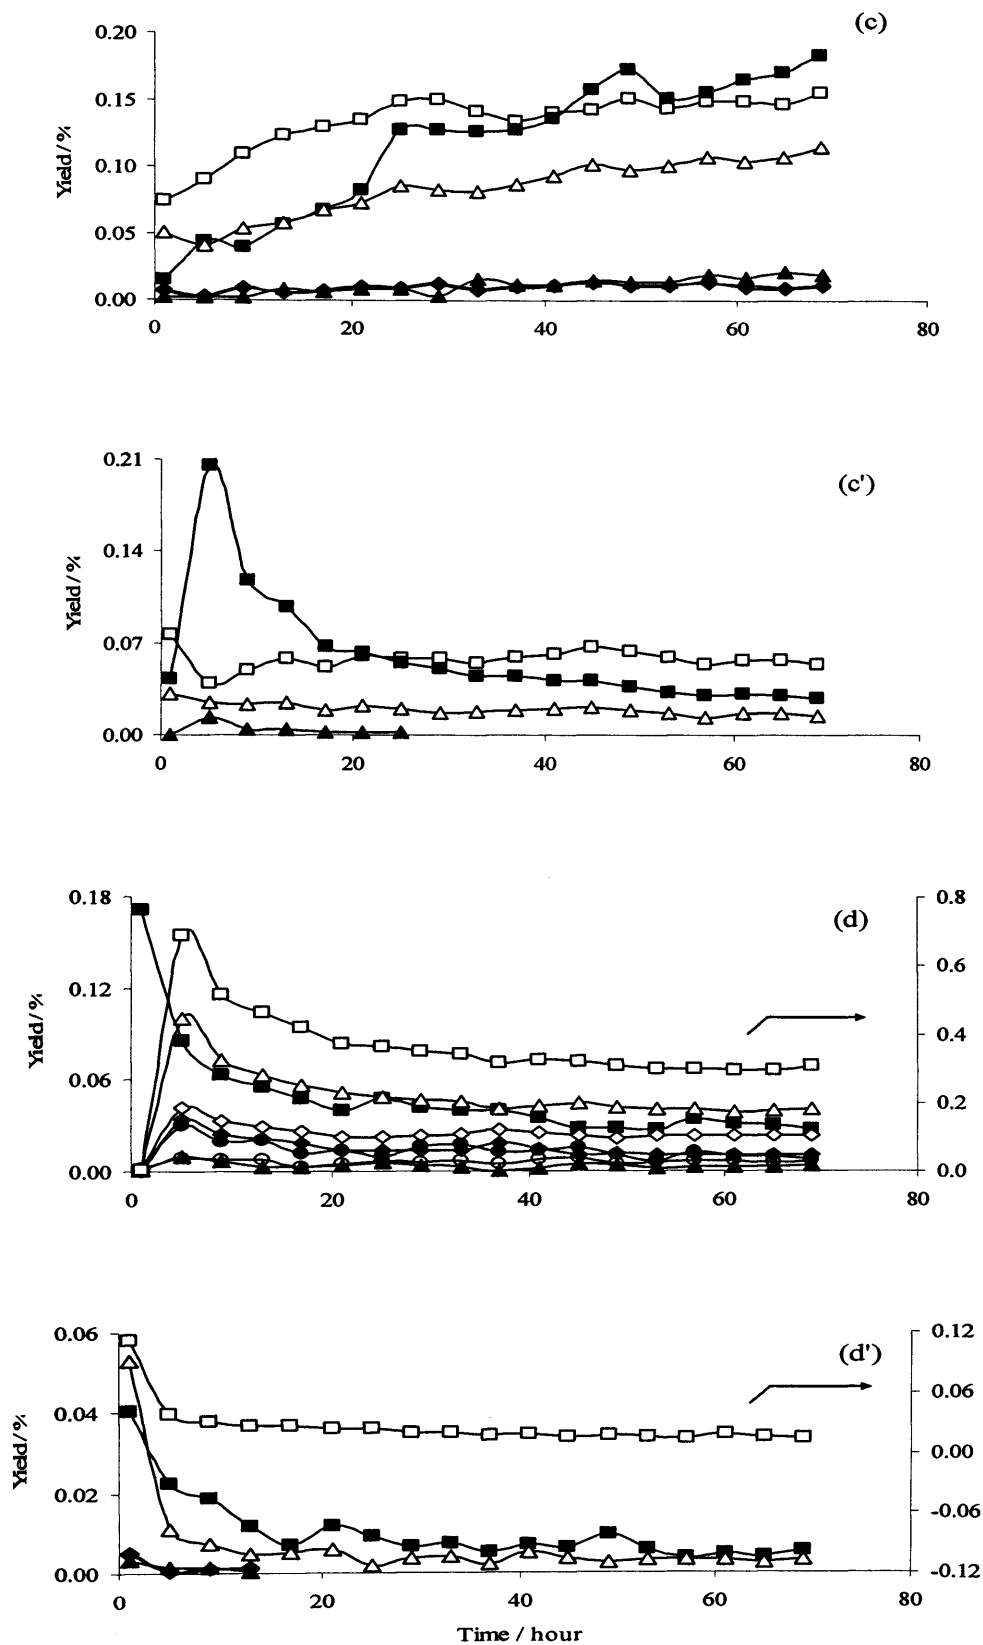 (c)
0.20
0.15
0.10
0.05
0.00
Yield / %
0 20 40 60 80
(c')
0.21
0.14
0.07
0.00
Yield / %
0 20 40 60 80
(d)
0.18 0.8
0.6
0.12
0.4
0.06
0.2
0.00 0.0
Yield / %
0 20 40 60 80
0.06 0.12
(d')
0.06
0.04
0.00
0.02
-0.06
0.00 -0.12
Yield / %
0 20 40 60 80
Time / hour